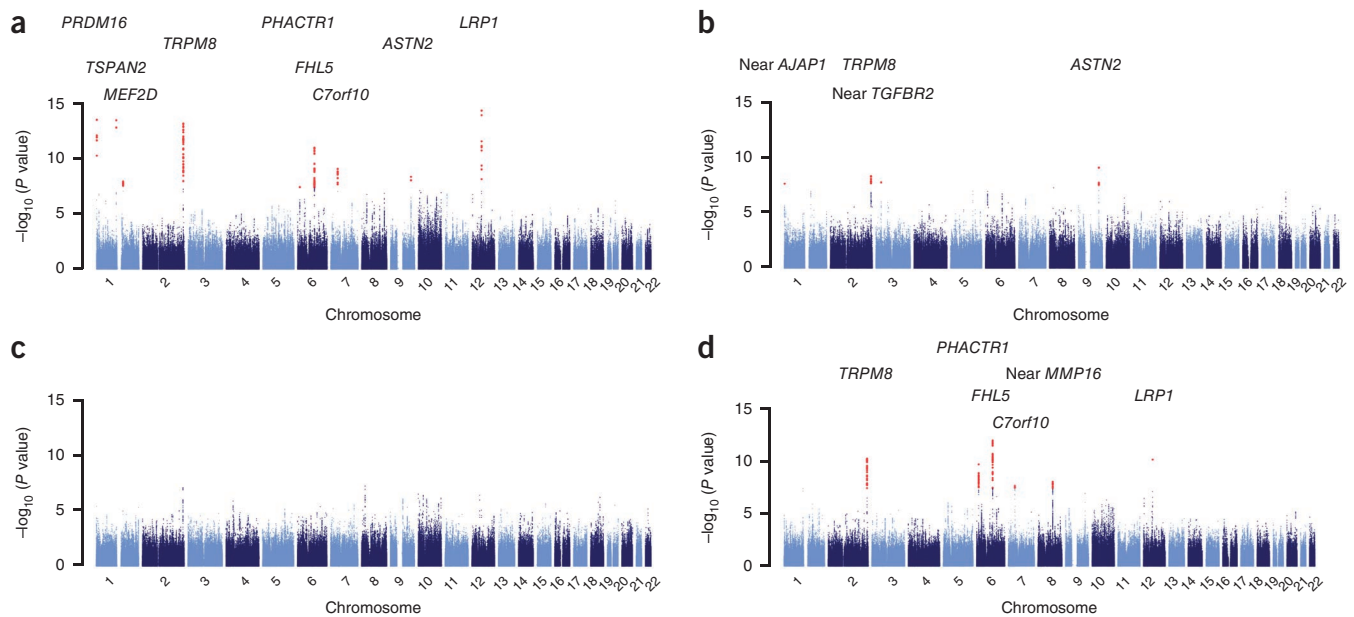 a
PRDM16 PHACTR1 LRP1
TRPM8 ASTN2
TSPAN2 FHL5
MEF2D C7orf10
15
10
5
0
–log10 (P value)
1 2 3 4 5 6 7 8 9 10 11 12 13 14 15 16 17 18 19 20 21 22
Chromosome
b
Near AJAP1 TRPM8 ASTN2
Near TGFBR2
15
10
5
0
–log10 (P value)
1 2 3 4 5 6 7 8 9 10 11 12 13 14 15 16 17 18 19 20 21 22
Chromosome
c
15
10
5
0
–log10 (P value)
1 2 3 4 5 6 7 8 9 10 11 12 13 14 15 16 17 18 19 20 21 22
Chromosome
d
PHACTR1
TRPM8 Near MMP16
FHL5 LRP1
C7orf10
15
10
5
0
–log10 (P value)
1 2 3 4 5 6 7 8 9 10 11 12 13 14 15 16 17 18 19 20 21 22
Chromosome